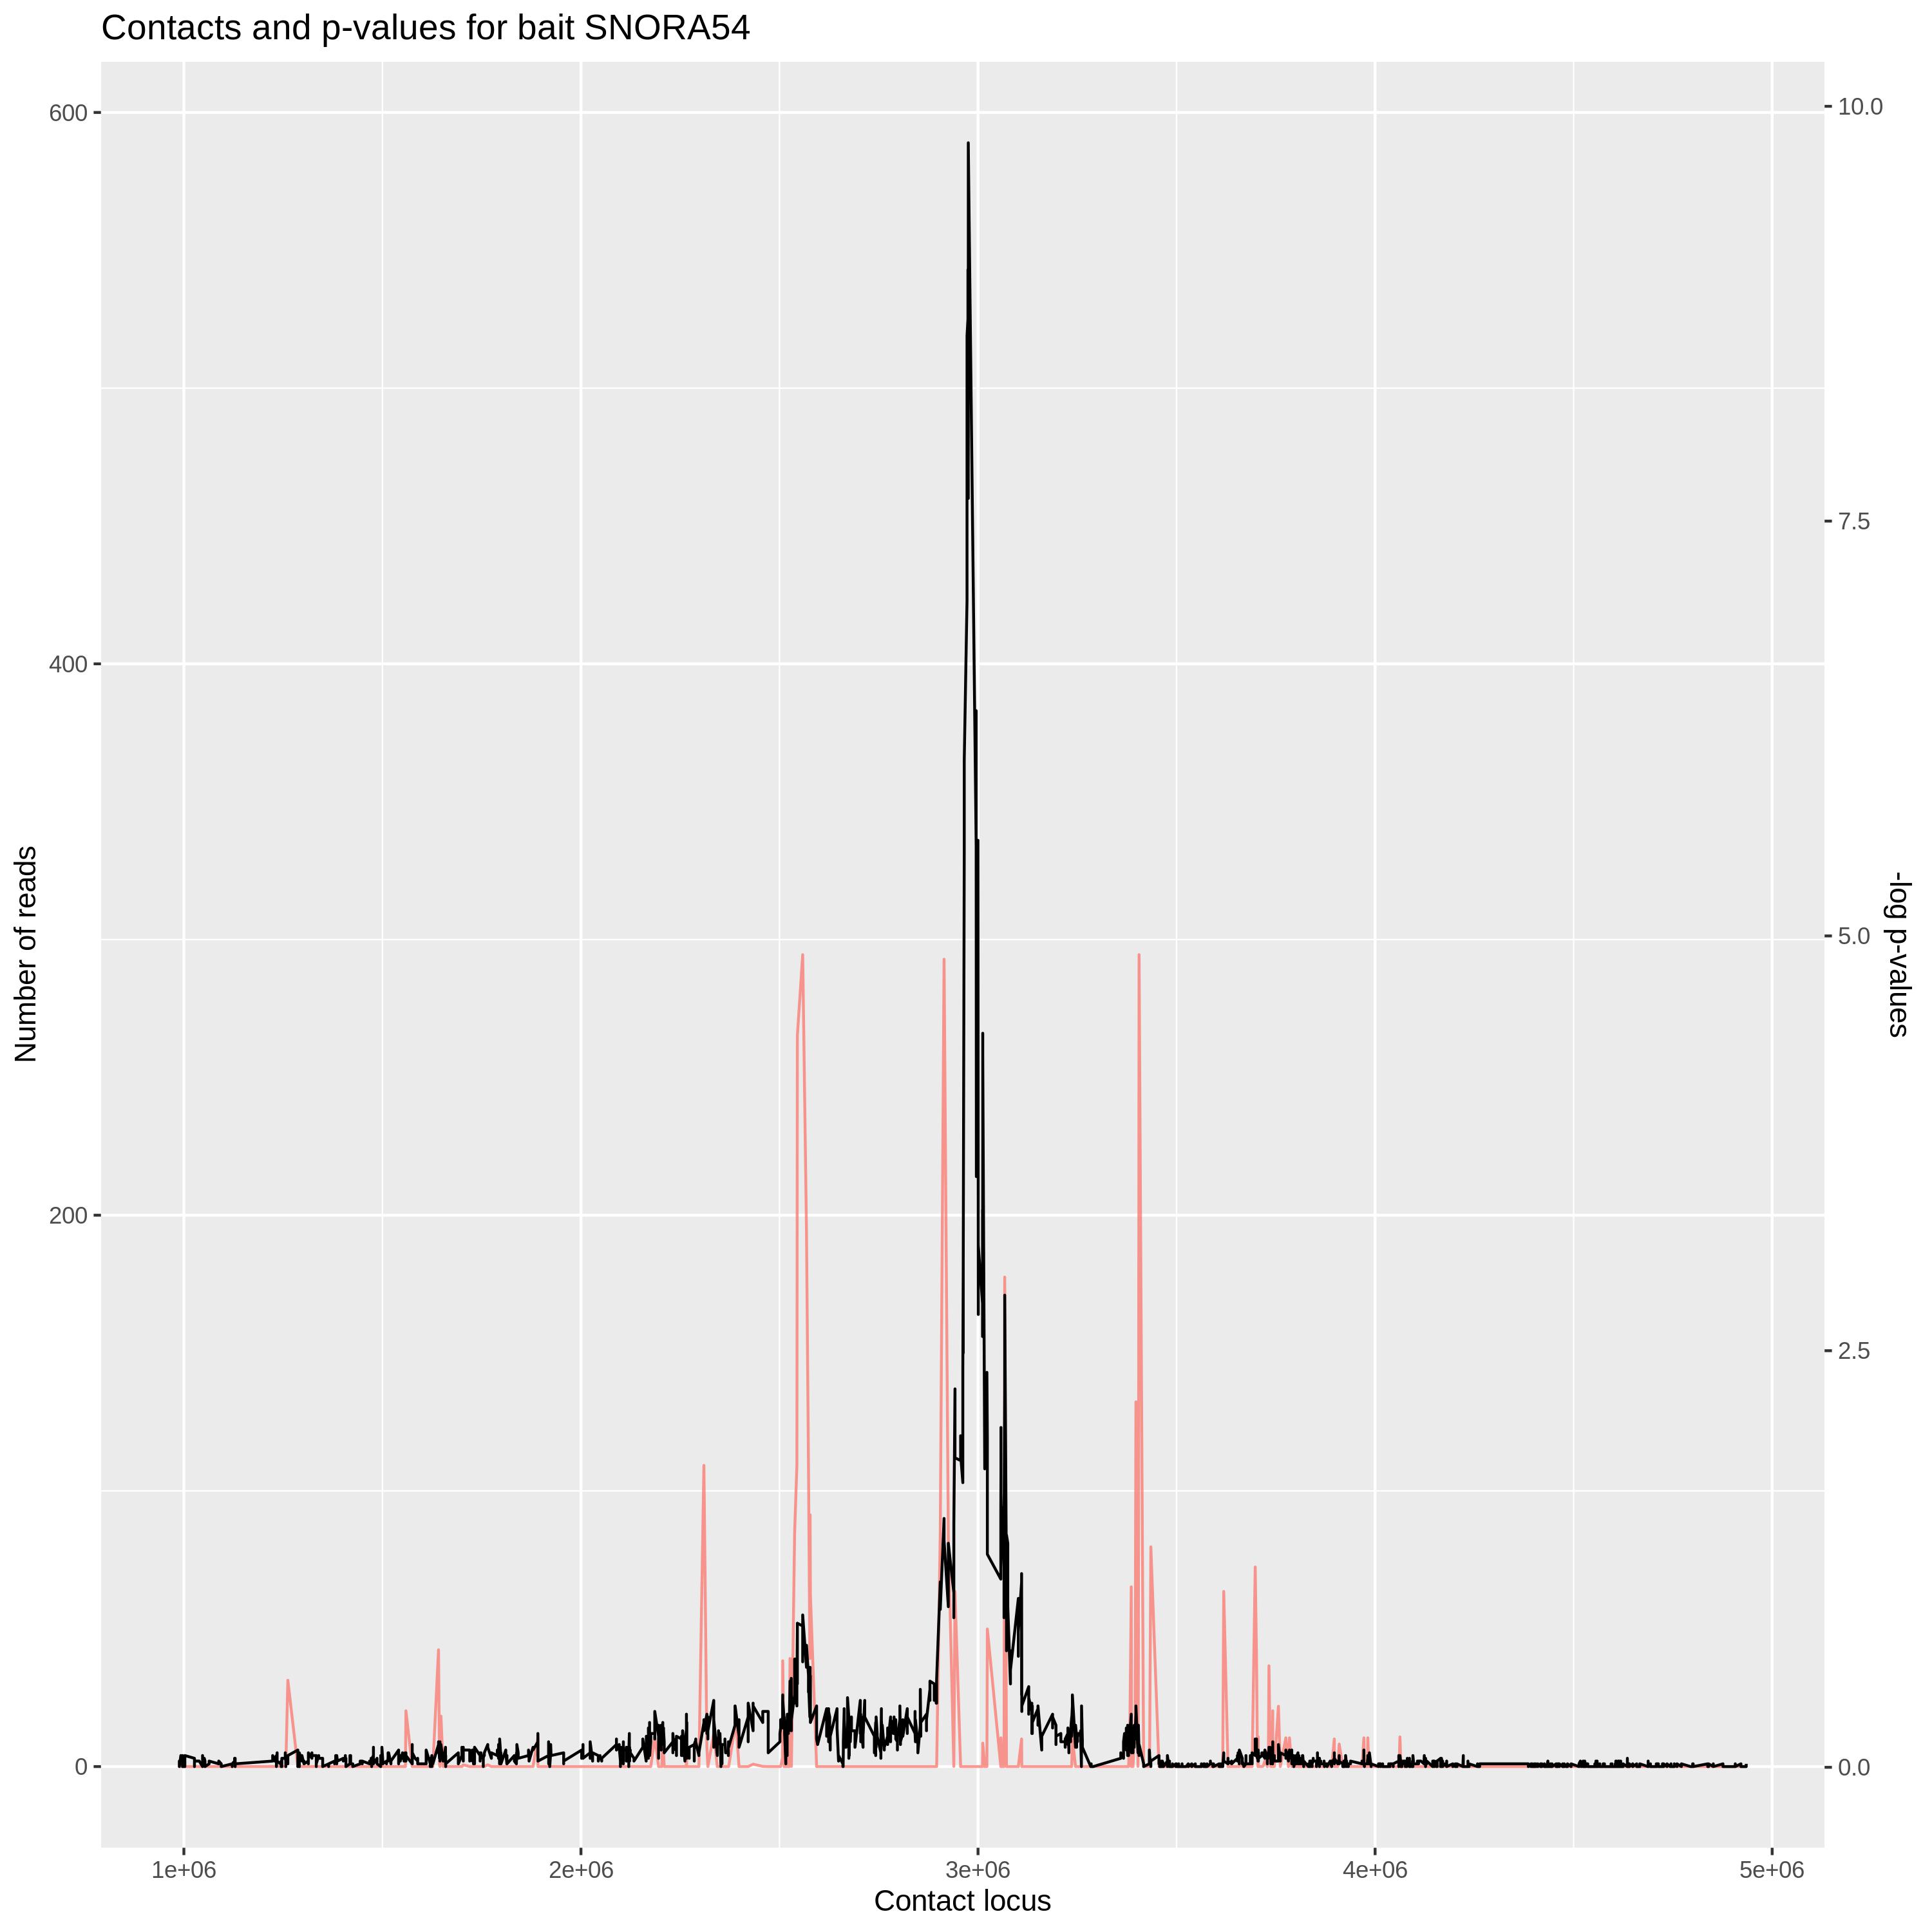 Contacts and p-values for bait SNORA54
600
400
200
0
Number of reads
10.0
7.5
5.0
2.5
0.0
-log p-values
1e+06 2e+06 3e+06 4e+06 5e+06
Contact locus